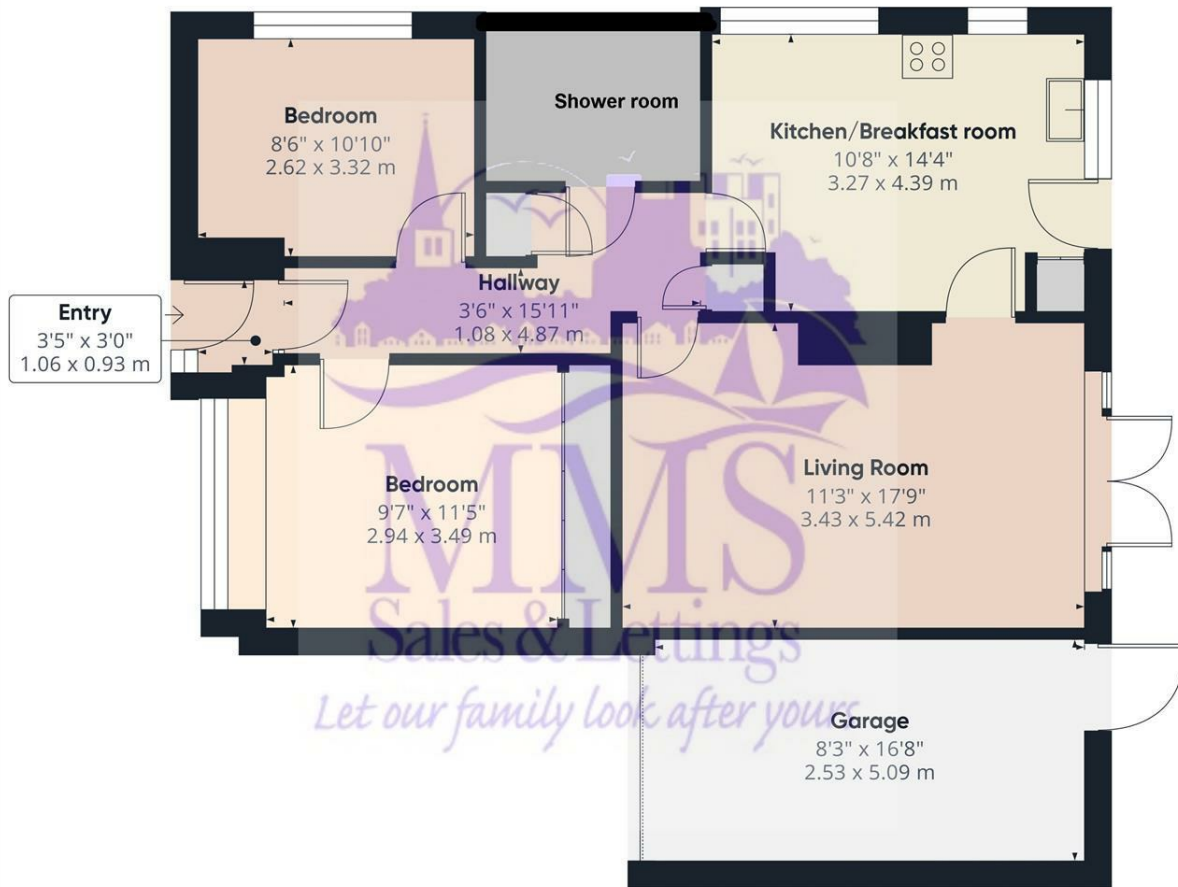 Bedroom
8'6" x 10'10"
2.62 x 3.32 m
Shower room
Kitchen/Breakfast room
10'8" x 14'4"
3.27 x 4.39 m
Entry
3'5" x 3'0"
1.06 x 0.93 m
Hallway
3'6" x 15'11"
1.08 x 4.87 m
Bedroom
9'7" x 11'5"
2.94 x 3.49 m
Living Room
11'3" x 17'9"
3.43 x 5.42 m
MMS
Sales & Lettings
Let our family look after yours
Garage
8'3" x 16'8"
2.53 x 5.09 m